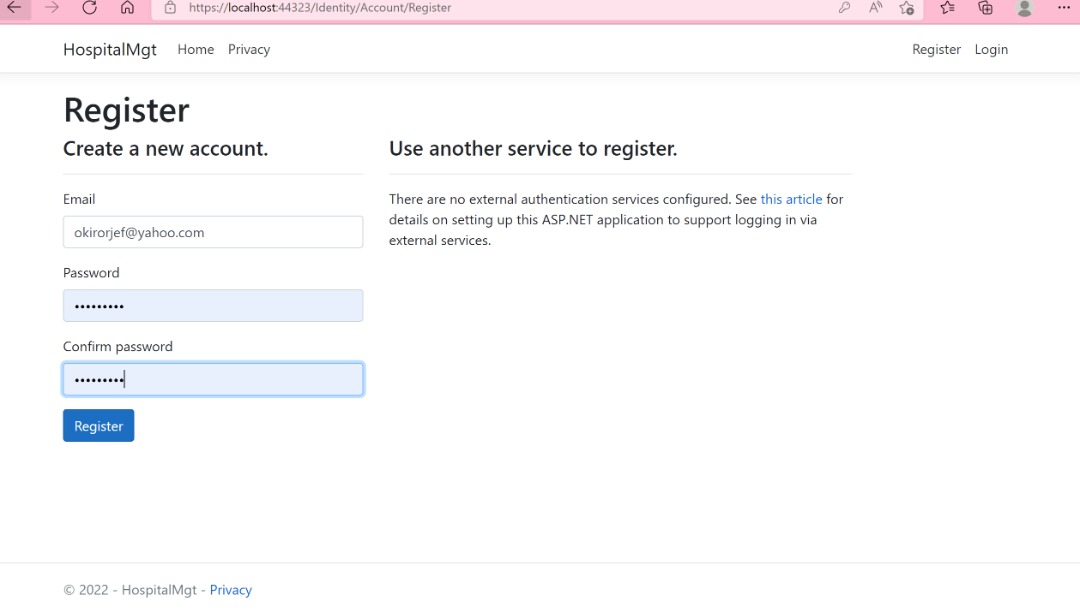 https://localhost:44323/Identity/Account/Register
HospitalMgt Home Privacy Register Login
Register
Create a new account.
Email
okirorjef@yahoo.com
Password
•••••••••
Confirm password
•••••••••
Register
Use another service to register.
There are no external authentication services configured. See this article for
details on setting up this ASP.NET application to support logging in via
external services.
© 2022 - HospitalMgt - Privacy